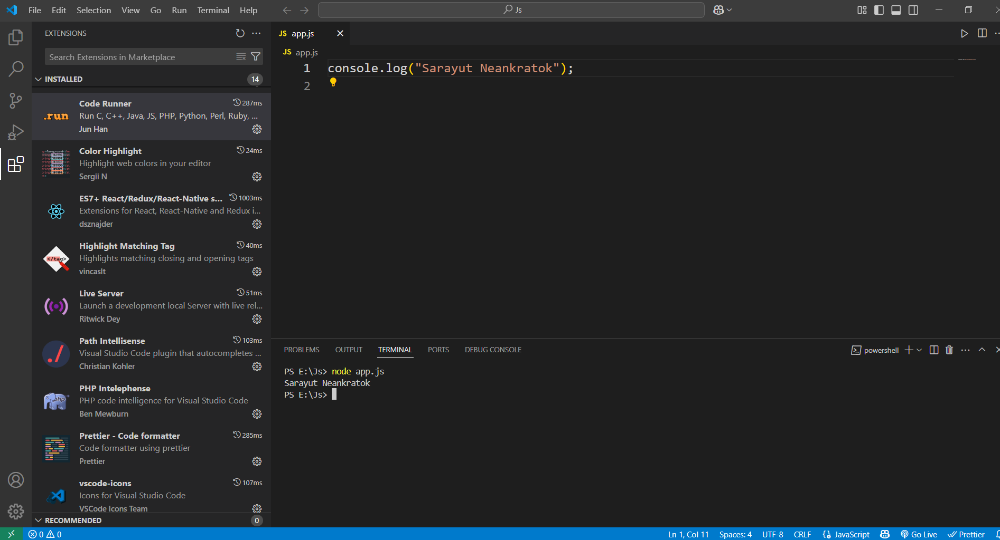 File Edit Selection View Go Run Terminal Help
Js
EXTENSIONS
Search Extensions in Marketplace
INSTALLED 14
Code Runner 287ms
.run
Run C, C++, Java, JS, PHP, Python, Perl, Ruby, ...
Jun Han
Color Highlight 24ms
Highlight web colors in your editor
Sergii N
ES7+ React/Redux/React-Native s... 1003ms
Extensions for React, React-Native and Redux i...
dsznajder
Highlight Matching Tag 40ms
</tag>
Highlights matching closing and opening tags
vincaslt
Live Server 51ms
Launch a development local Server with live rel...
Ritwick Dey
Path Intellisense 103ms
Visual Studio Code plugin that autocompletes ...
Christian Kohler
PHP Intelephense
php
PHP code intelligence for Visual Studio Code
Ben Mewburn
Prettier - Code formatter 285ms
Code formatter using prettier
Prettier
vscode-icons 107ms
Icons for Visual Studio Code
VSCode Icons Team
RECOMMENDED 0
JS app.js
JS app.js
1 console.log("Sarayut Neankratok");
2
PROBLEMS OUTPUT TERMINAL PORTS DEBUG CONSOLE
powershell
PS E:\Js> node app.js
Sarayut Neankratok
PS E:\Js>
0 0
Ln 1, Col 11 Spaces: 4 UTF-8 CRLF JavaScript Go Live Prettier